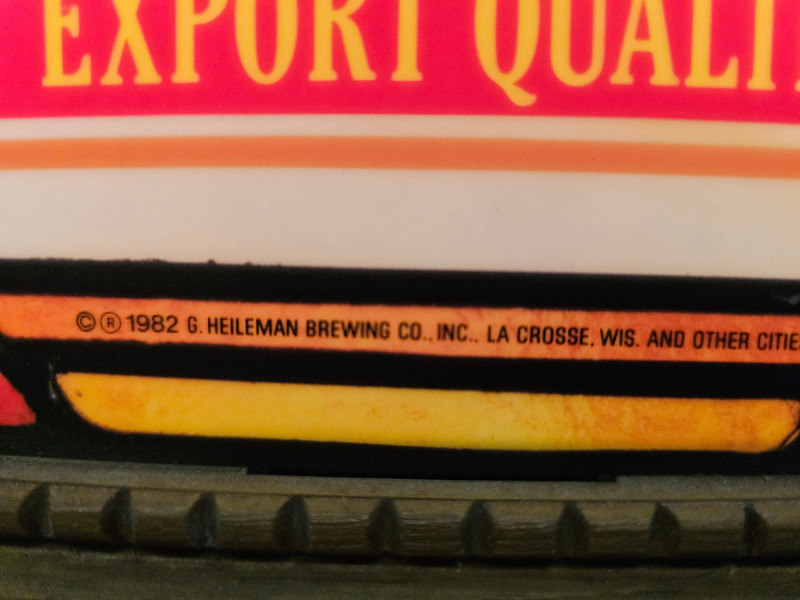 EXPORT QUALI
©® 1982 G. HEILEMAN BREWING CO., INC., LA CROSSE, WIS. AND OTHER CITIE